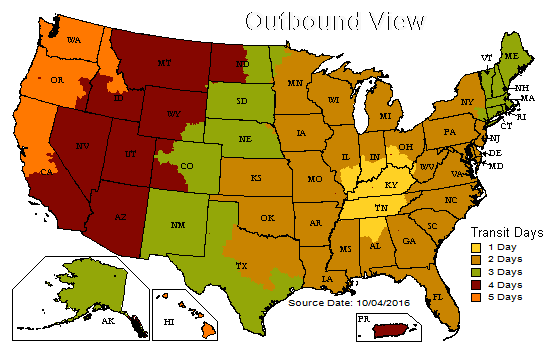 Outbound View
WA
VT
ME
MT
ND
MN
OR
NH
ID
SD
WI
NY
MA
WY
MI
RI
CT
IA
PA
NJ
NE
OH
DE
NV
IL
IN
MD
UT
WV
CO
VA
CA
KS
MO
KY
NC
TN
OK
AZ
NM
AR
SC
MS
AL
GA
Transit Days
1 Day
TX
2 Days
LA
3 Days
4 Days
FL
5 Days
Source Date: 10/04/2016
AK
HI
PR